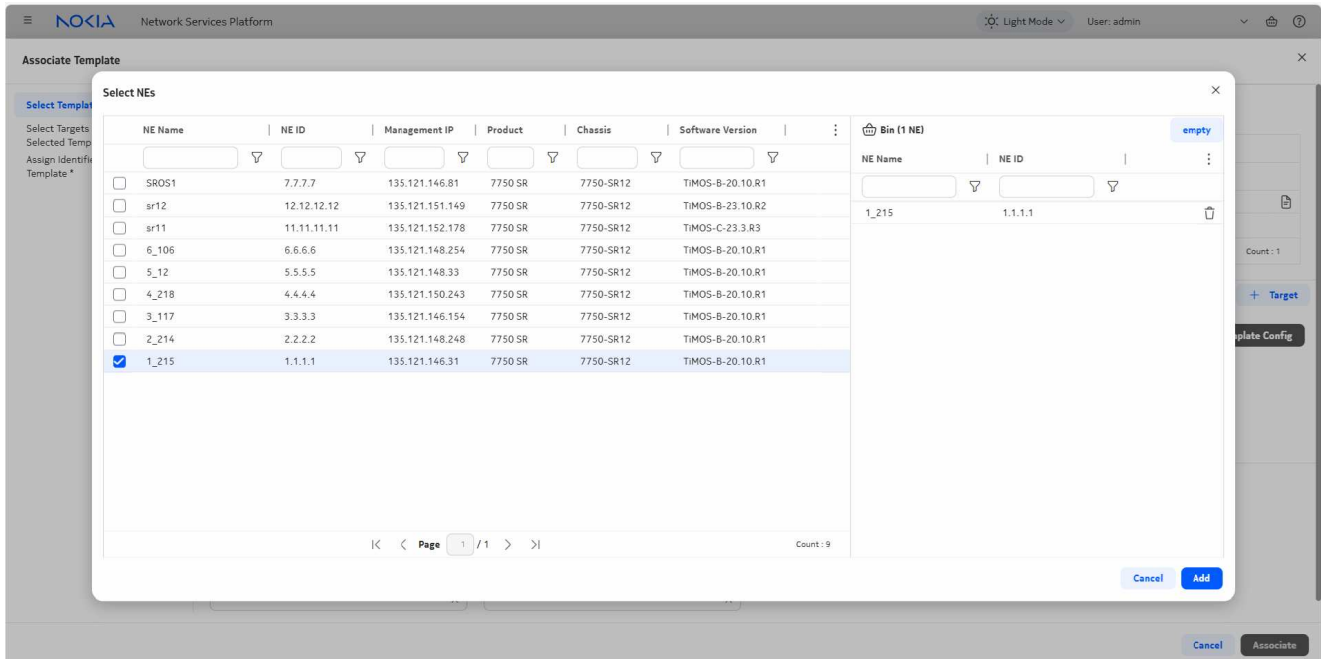 NOKIA Network Services Platform Light Mode User: admin
Associate Template
Select NEs
Select Templat
Select Targets
Selected Temp
Assign Identifie
Template *
NE Name NE ID Management IP Product Chassis Software Version
SROS1 7.7.7.7 135.121.146.81 7750 SR 7750-SR12 TiMOS-B-20.10.R1
sr12 12.12.12.12 135.121.151.149 7750 SR 7750-SR12 TiMOS-B-23.10.R2
sr11 11.11.11.11 135.121.152.178 7750 SR 7750-SR12 TiMOS-C-23.3.R3
6_106 6.6.6.6 135.121.148.254 7750 SR 7750-SR12 TiMOS-B-20.10.R1
5_12 5.5.5.5 135.121.148.33 7750 SR 7750-SR12 TiMOS-B-20.10.R1
4_218 4.4.4.4 135.121.150.243 7750 SR 7750-SR12 TiMOS-B-20.10.R1
3_117 3.3.3.3 135.121.146.154 7750 SR 7750-SR12 TiMOS-B-20.10.R1
2_214 2.2.2.2 135.121.148.248 7750 SR 7750-SR12 TiMOS-B-20.10.R1
1_215 1.1.1.1 135.121.146.31 7750 SR 7750-SR12 TiMOS-B-20.10.R1
Page 1 / 1 Count : 9
Bin (1 NE) empty
NE Name NE ID
1_215 1.1.1.1
Cancel Add
Count : 1
+ Target
plate Config
Cancel Associate